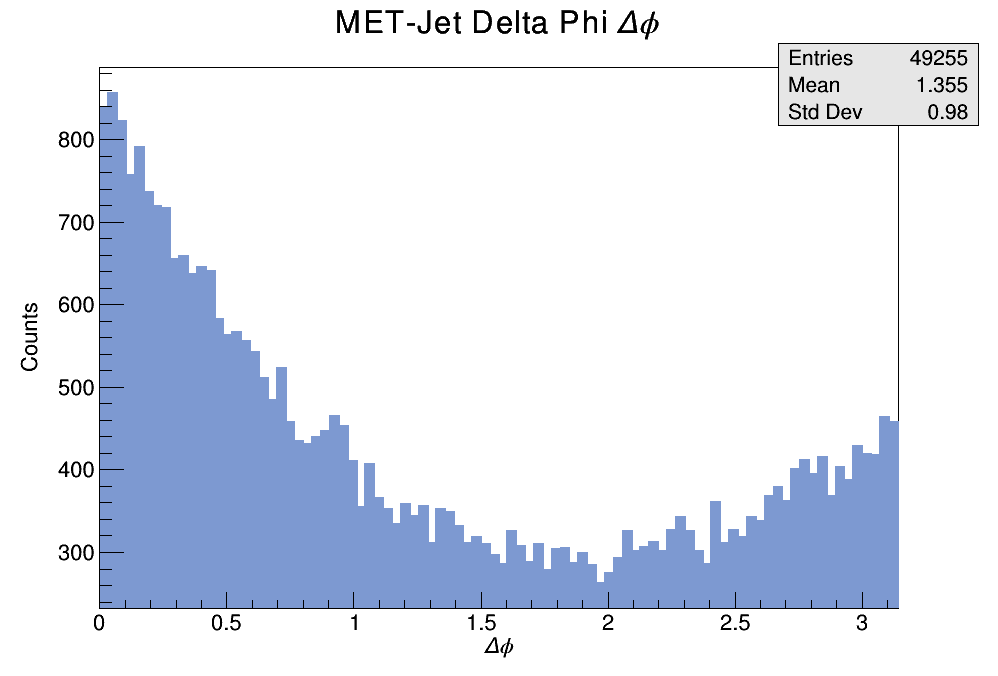 MET-Jet Delta Phi Δϕ
Entries 49255
Mean 1.355
Std Dev 0.98
Counts
800
700
600
500
400
300
0 0.5 1 1.5 2 2.5 3
Δϕ